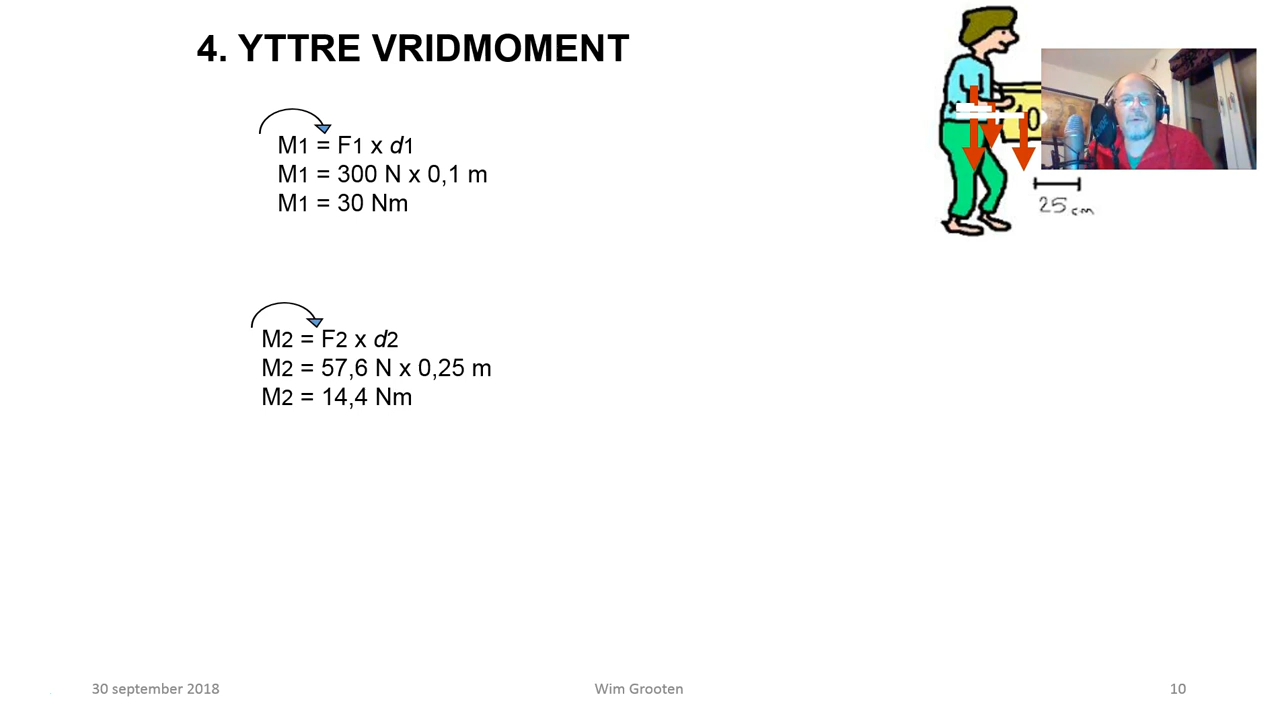 4. YTTRE VRIDMOMENT
M1 = F1 x d1
M1 = 300 N x 0,1 m
M1 = 30 Nm
10
25 cm
M2 = F2 x d2
M2 = 57,6 N x 0,25 m
M2 = 14,4 Nm
30 september 2018
Wim Grooten
10